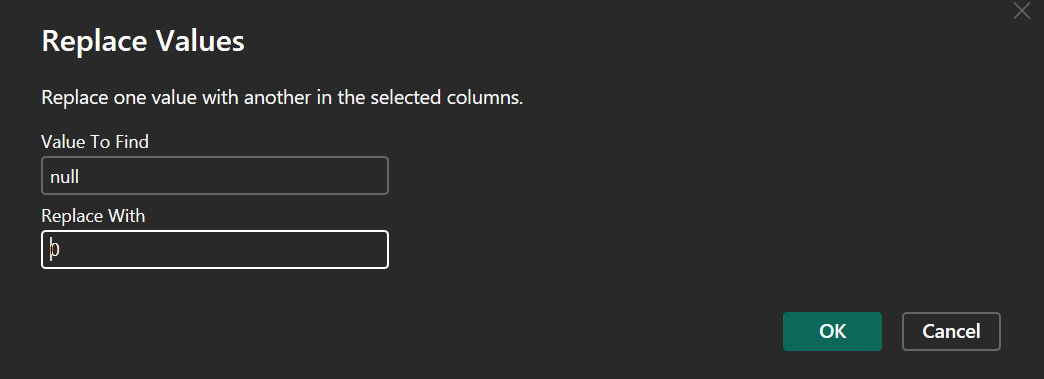 Replace Values
Replace one value with another in the selected columns.
Value To Find
null
Replace With
0
OK
Cancel